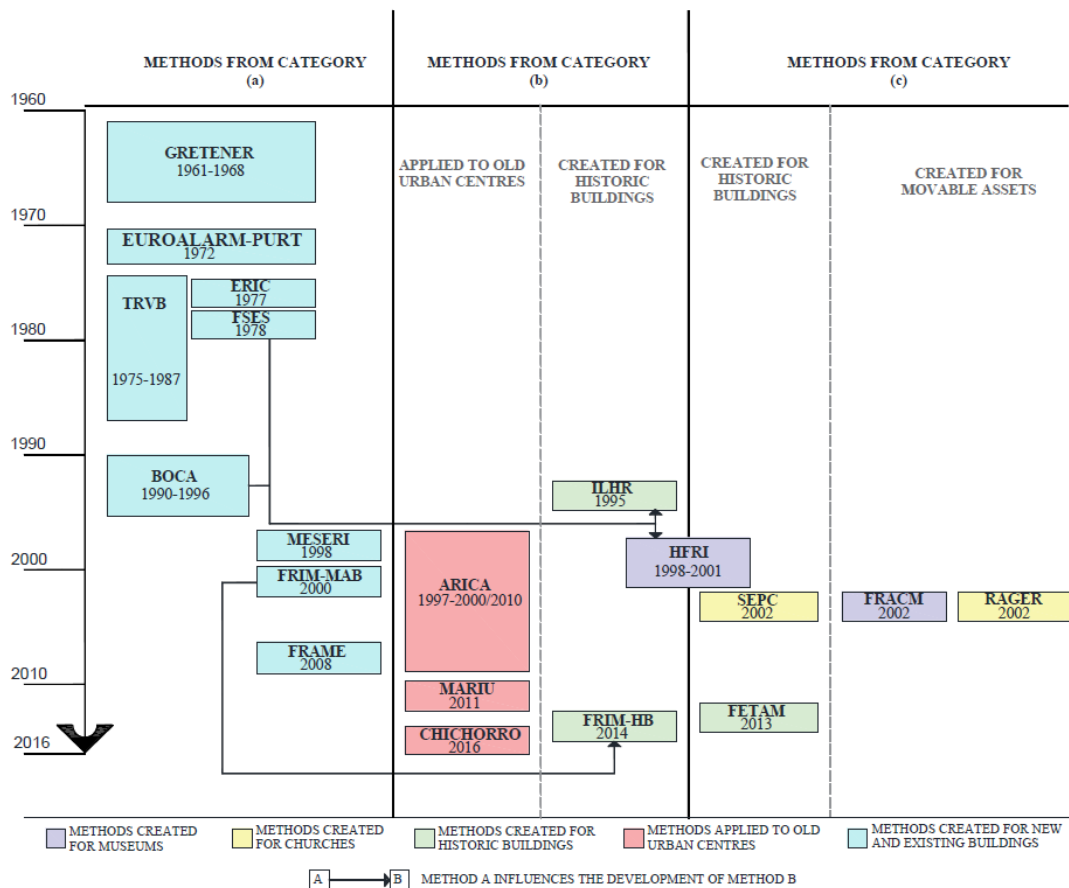 METHODS FROM CATEGORY
(a)
METHODS FROM CATEGORY
(b)
METHODS FROM CATEGORY
(c)
1960
1970
1980
1990
2000
2010
2016
GRETENER
1961-1968
EUROALARM-PURT
1972
TRVB
1975-1987
ERIC
1977
FSES
1978
BOCA
1990-1996
MESERI
1998
FRIM-MAB
2000
FRAME
2008
APPLIED TO OLD
URBAN CENTRES
ARICA
1997-2000/2010
MARIU
2011
CHICHORRO
2016
CREATED FOR
HISTORIC
BUILDINGS
ILHR
1995
HFRI
1998-2001
FRIM-HB
2014
CREATED FOR
HISTORIC
BUILDINGS
SEPC
2002
FETAM
2013
CREATED FOR
MOVABLE ASSETS
FRACM
2002
RAGER
2002
METHODS CREATED
FOR MUSEUMS
METHODS CREATED
FOR CHURCHES
METHODS CREATED FOR
HISTORIC BUILDINGS
METHODS APPLIED TO OLD
URBAN CENTRES
METHODS CREATED FOR NEW
AND EXISTING BUILDINGS
A
B
METHOD A INFLUENCES THE DEVELOPMENT OF METHOD B